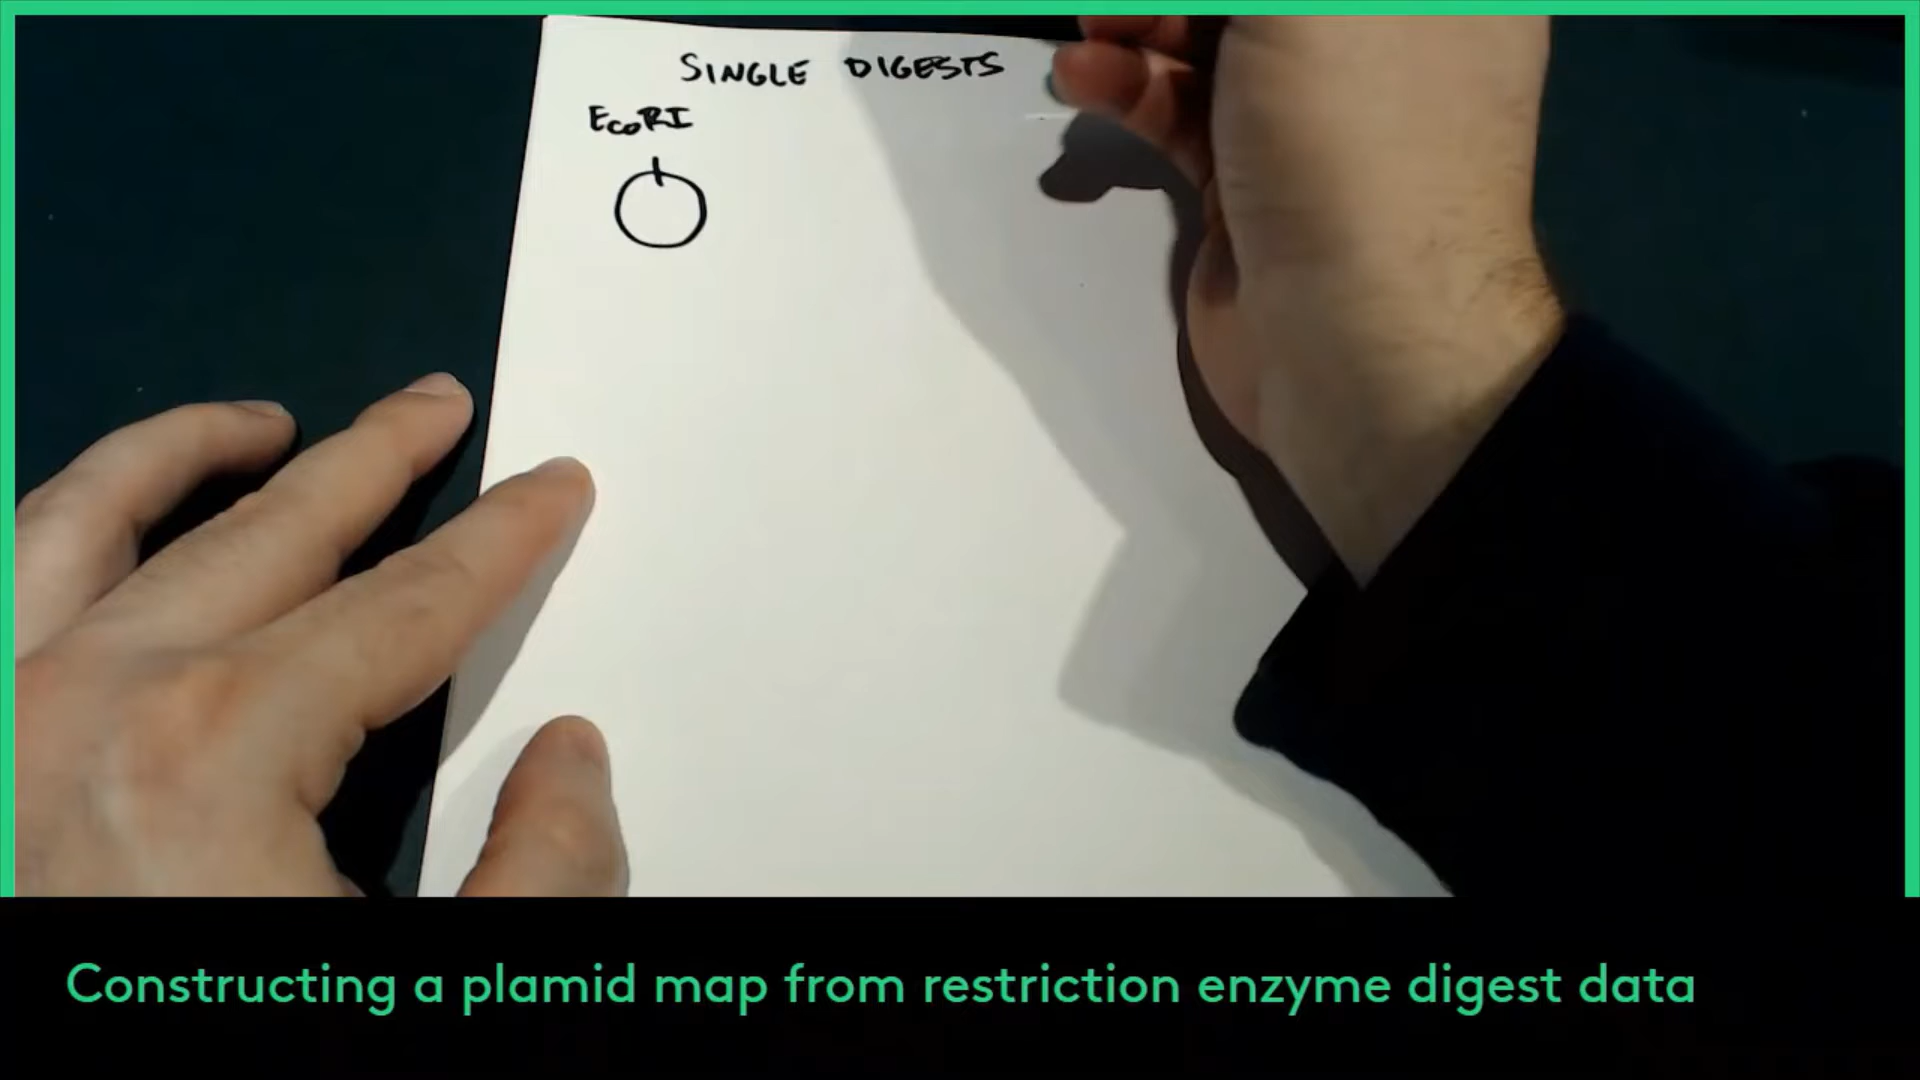 SINGLE DIGESTS
EcoRI
Constructing a plamid map from restriction enzyme digest data